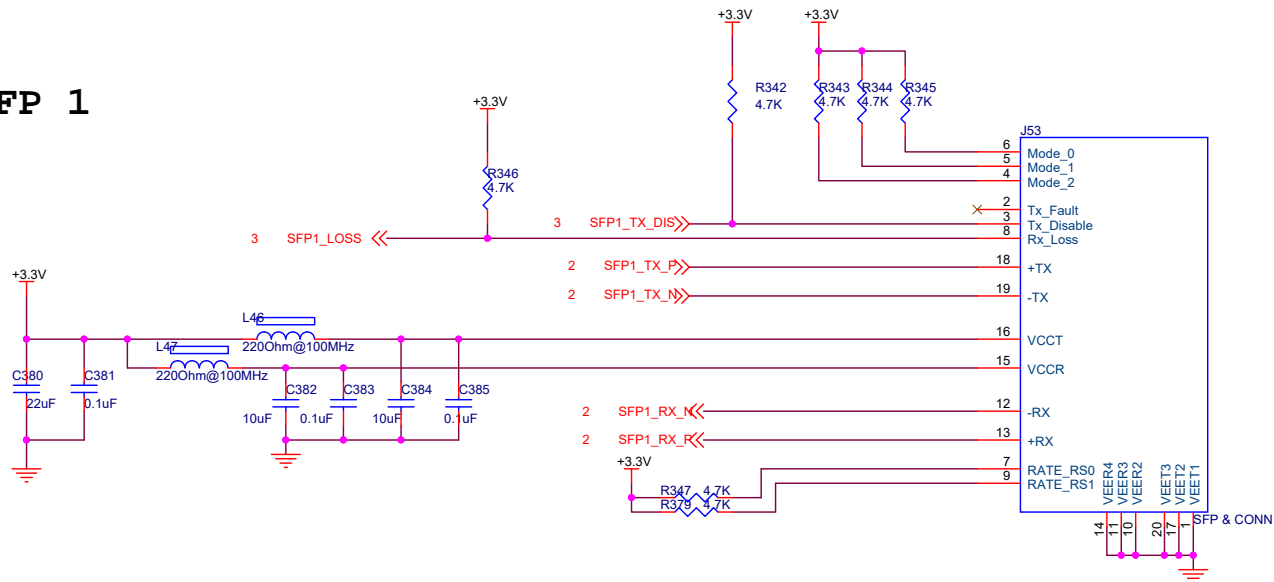 +3.3V
+3.3V
FP 1
+3.3V
R342
4.7K
R343
4.7K
R344
4.7K
R345
4.7K
R346
4.7K
J53
6
Mode_0
5
Mode_1
4
Mode_2
2
Tx_Fault
3
Tx_Disable
8
Rx_Loss
3 SFP1_TX_DIS
3 SFP1_LOSS
2 SFP1_TX_P
18
+TX
2 SFP1_TX_N
19
-TX
+3.3V
L46
220Ohm@100MHz
16
VCCT
L47
220Ohm@100MHz
15
VCCR
C380
22uF
C381
0.1uF
C382
10uF
C383
0.1uF
C384
10uF
C385
0.1uF
2 SFP1_RX_N
12
-RX
2 SFP1_RX_P
13
+RX
+3.3V
R347 4.7K
R379 4.7K
7
RATE_RS0
9
RATE_RS1
VEER4
VEER3
VEER2
VEET3
VEET2
VEET1
14
11
10
20
17
1
SFP & CONN